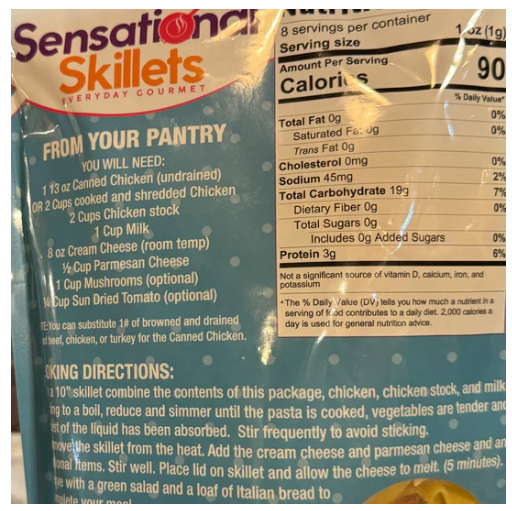 Sensational
Skillets
EVERYDAY GOURMET
FROM YOUR PANTRY
YOU WILL NEED:
1 13 oz Canned Chicken (undrained)
OR 2 Cups cooked and shredded Chicken
2 Cups Chicken stock
1 Cup Milk
8 oz Cream Cheese (room temp)
½ Cup Parmesan Cheese
1 Cup Mushrooms (optional)
Cup Sun Dried Tomato (optional)
You can substitute 1# of browned and drained
beef, chicken, or turkey for the Canned Chicken.
8 servings per container
Serving size 1 oz (1g)
Amount Per Serving
Calories 90
% Daily Value*
Total Fat 0g 0%
Saturated Fat 0g 0%
Trans Fat 0g
Cholesterol 0mg 0%
Sodium 45mg 2%
Total Carbohydrate 19g 7%
Dietary Fiber 0g 0%
Total Sugars 0g
Includes 0g Added Sugars 0%
Protein 3g 6%
Not a significant source of vitamin D, calcium, iron, and
potassium
*The % Daily Value (DV) tells you how much a nutrient in a
serving of food contributes to a daily diet. 2,000 calories a
day is used for general nutrition advice.
KING DIRECTIONS:
a 10" skillet combine the contents of this package, chicken, chicken stock, and milk
ng to a boil, reduce and simmer until the pasta is cooked, vegetables are tender and
st of the liquid has been absorbed. Stir frequently to avoid sticking.
move the skillet from the heat. Add the cream cheese and parmesan cheese and an
onal items. Stir well. Place lid on skillet and allow the cheese to melt. (5 minutes).
e with a green salad and a loaf of Italian bread to
plete your meal